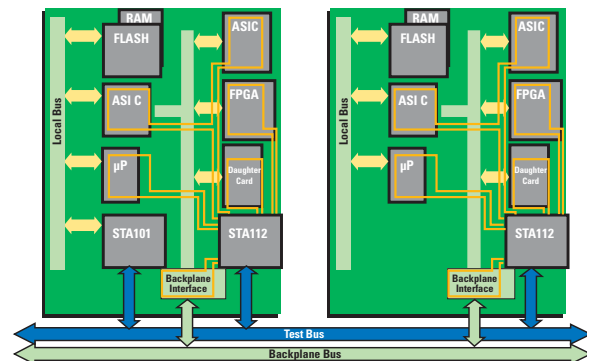 RAM
FLASH
ASIC
Local Bus
ASI C
FPGA
µP
Daughter
Card
STA101
STA112
Backplane
Interface
RAM
FLASH
ASIC
Local Bus
ASI C
FPGA
µP
Daughter
Card
STA112
Backplane
Interface
Test Bus
Backplane Bus